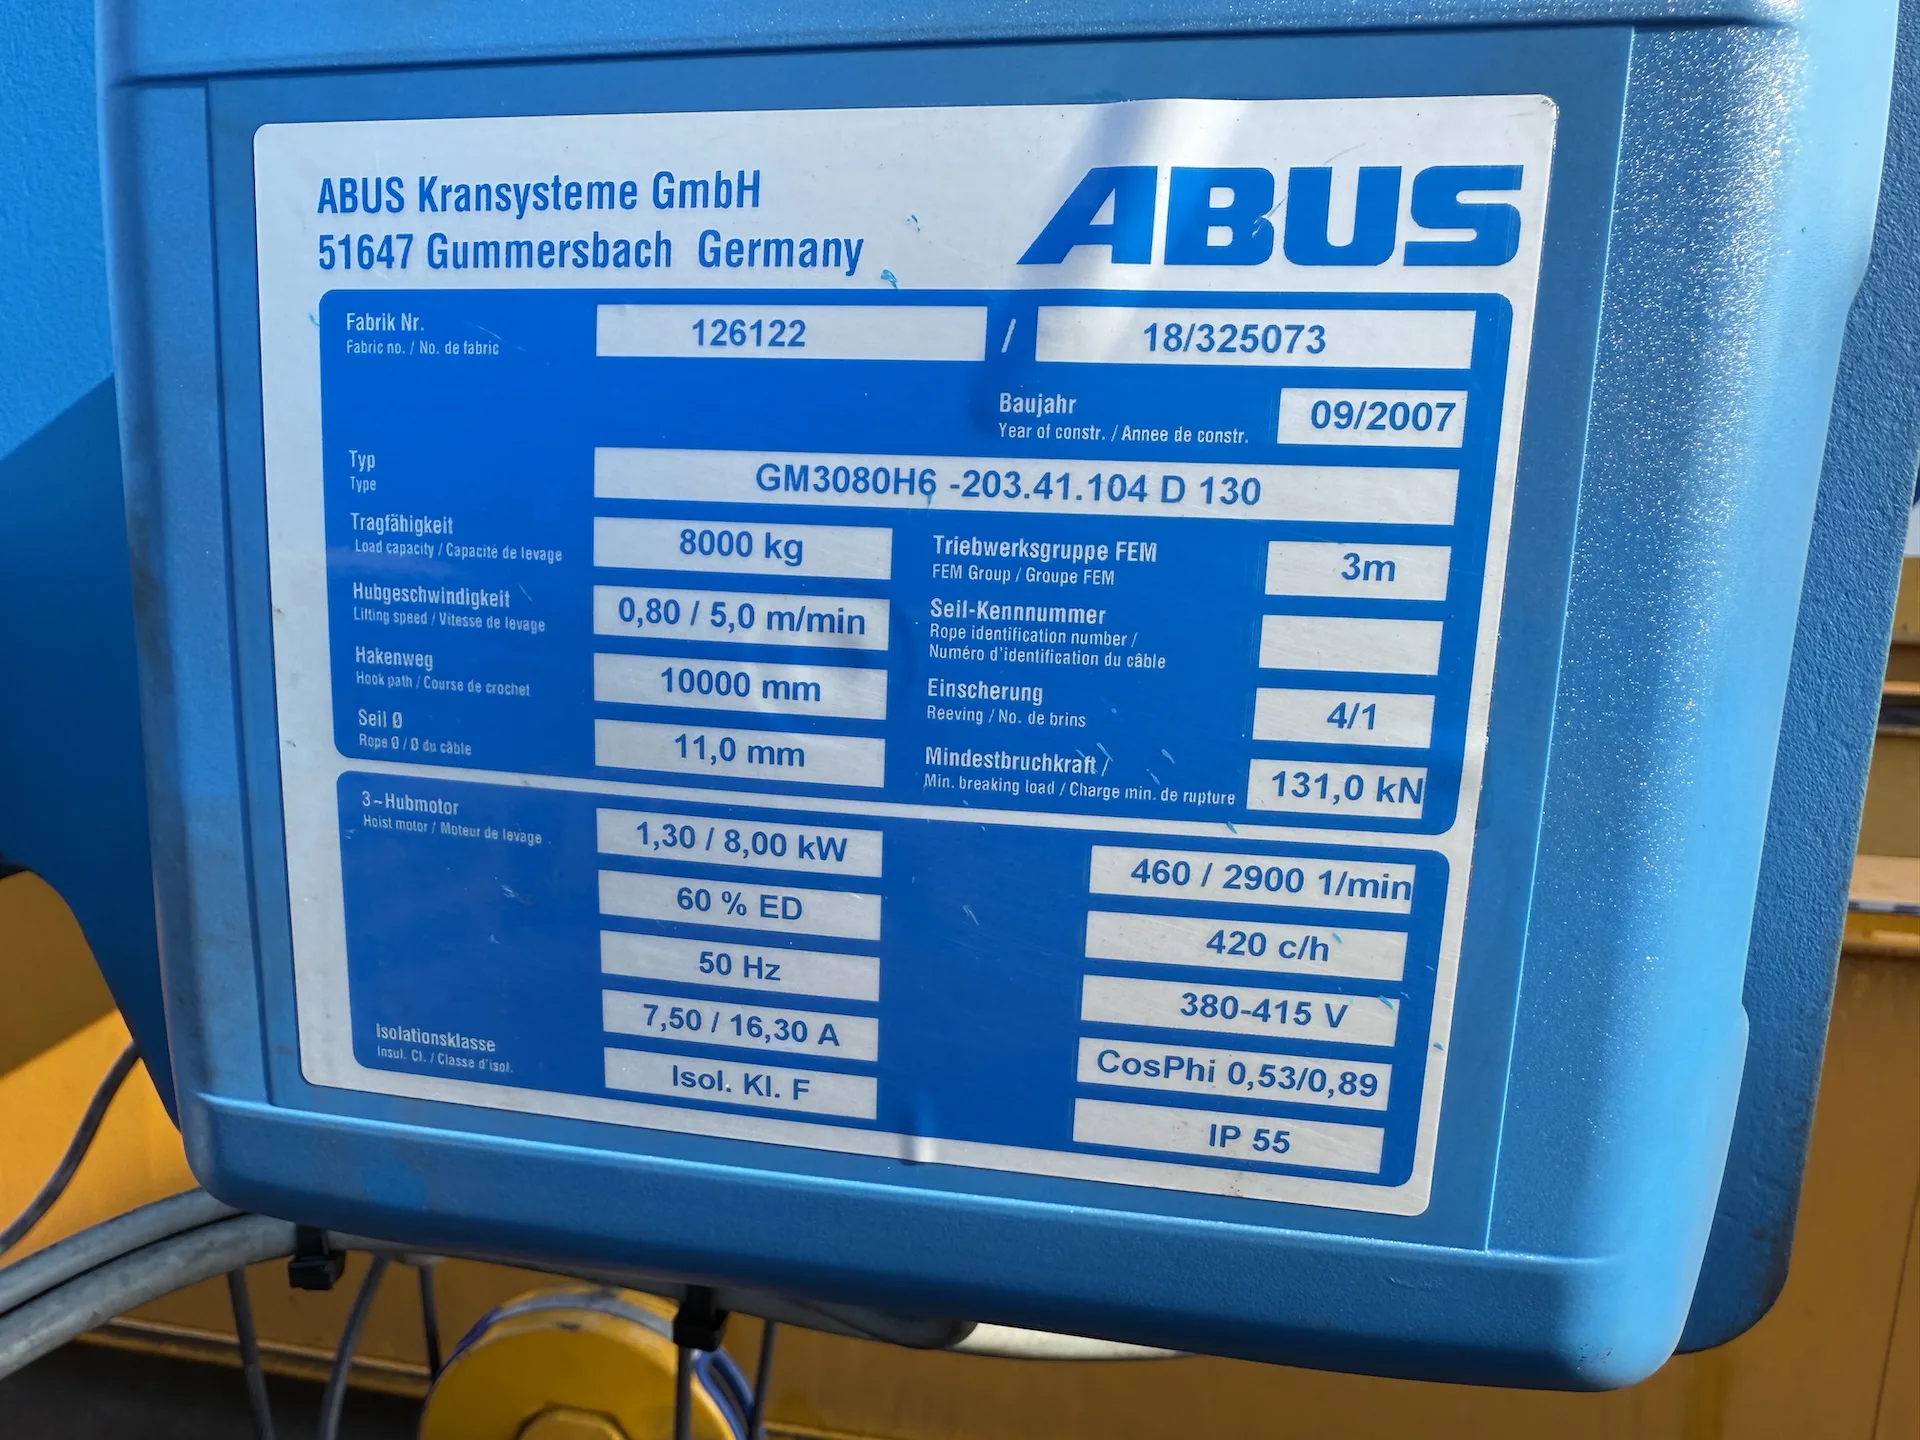 ABUS Kransysteme GmbH
51647 Gummersbach Germany
ABUS
Fabrik Nr.
Fabric no. / No. de fabric
126122 / 18/325073
Baujahr
Year of constr. / Annee de constr.
09/2007
Typ
Type
GM3080H6 -203.41.104 D 130
Tragfähigkeit
Load capacity / Capacité de levage
8000 kg
Triebwerksgruppe FEM
FEM Group / Groupe FEM
3m
Hubgeschwindigkeit
Lifting speed / Vitesse de levage
0,80 / 5,0 m/min
Seil-Kennnummer
Rope identification number /
Numéro d'identification du câble
Hakenweg
Hook path / Course de crochet
10000 mm
Einscherung
Reeving / No. de brins
4/1
Seil Ø
Rope Ø / Ø du câble
11,0 mm
Mindestbruchkraft /
Min. breaking load / Charge min. de rupture
131,0 kN
3~Hubmotor
Hoist motor / Moteur de levage
1,30 / 8,00 kW
460 / 2900 1/min
60 % ED
420 c/h
50 Hz
380-415 V
7,50 / 16,30 A
CosPhi 0,53/0,89
Isolationsklasse
Insul. Cl. / Classe d'isol.
Isol. Kl. F
IP 55